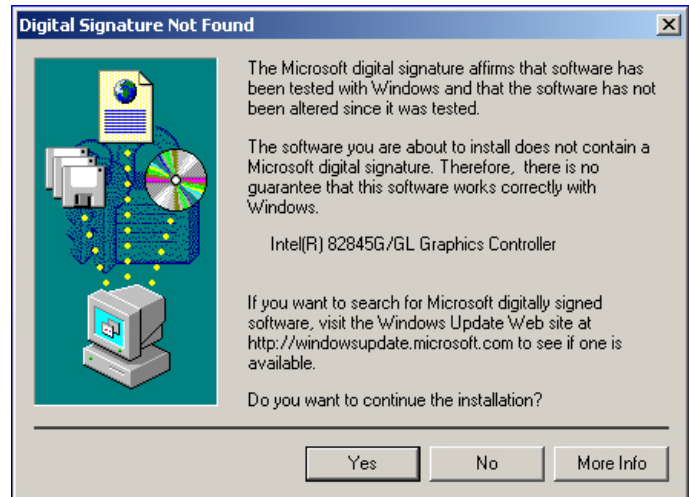 Digital Signature Not Found
The Microsoft digital signature affirms that software has
been tested with Windows and that the software has not
been altered since it was tested.
The software you are about to install does not contain a
Microsoft digital signature. Therefore,  there is no
guarantee that this software works correctly with
Windows.
Intel(R) 82845G/GL Graphics Controller
If you want to search for Microsoft digitally signed
software, visit the Windows Update Web site at
http://windowsupdate.microsoft.com to see if one is
available.
Do you want to continue the installation?
Yes
No
More Info